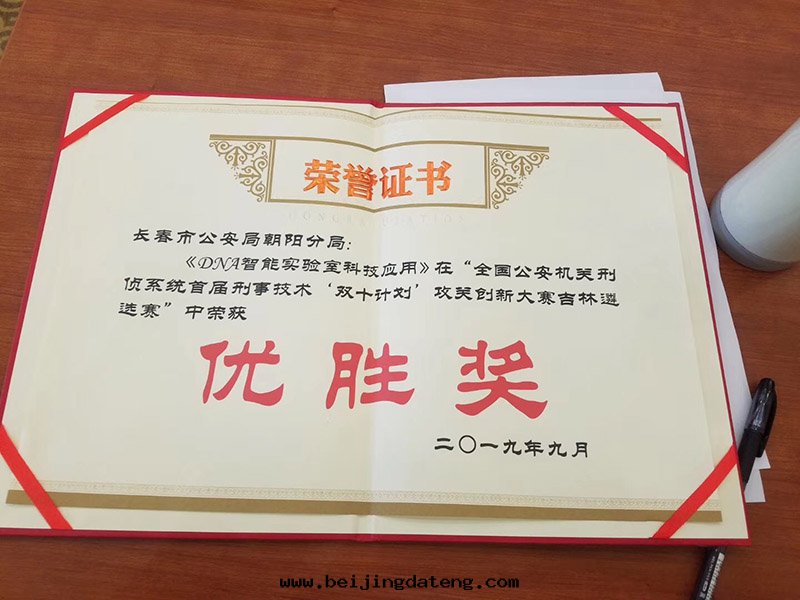 荣誉证书
CONGRATULATION
长春市公安局朝阳分局:
《DNA智能实验室科技应用》在“全国公安机关刑
侦系统首届刑事技术‘双十计划’攻关创新大赛吉林遴
选赛”中荣获
优胜奖
二〇一九年九月
www.beijingdateng.com